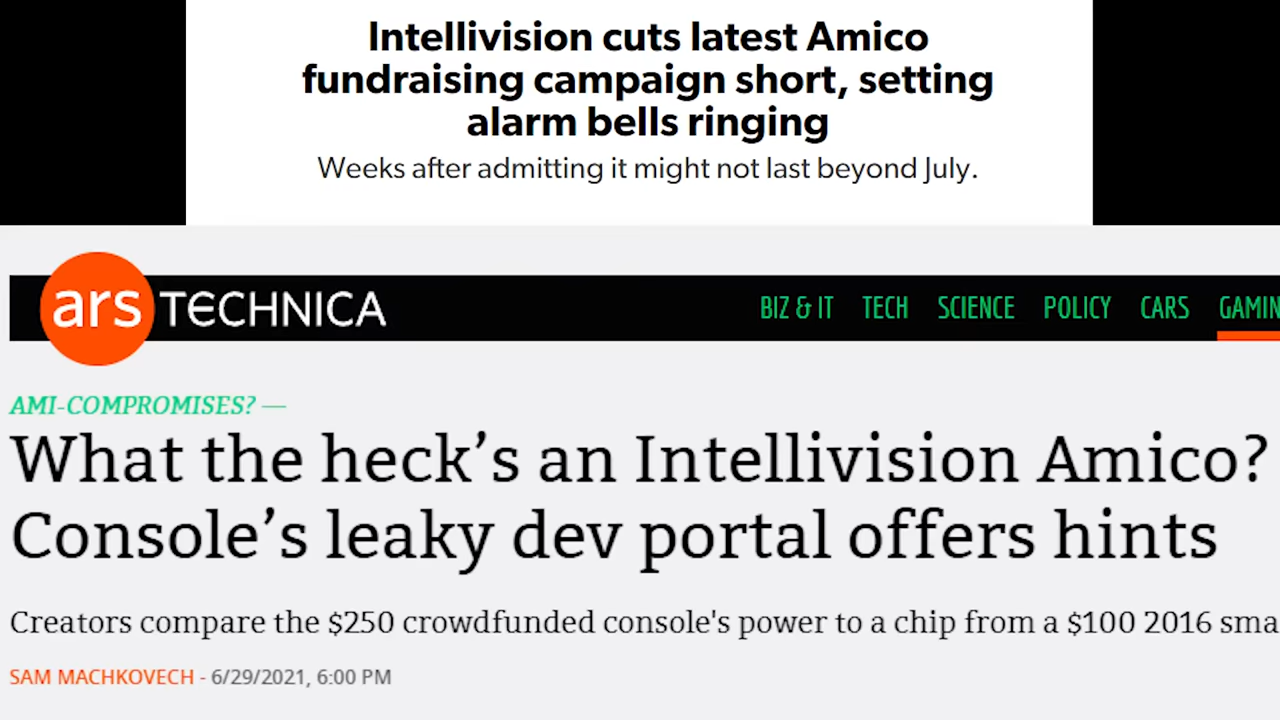 Intellivision cuts latest Amico
fundraising campaign short, setting
alarm bells ringing
Weeks after admitting it might not last beyond July.
ars TECHNICA
BIZ & IT TECH SCIENCE POLICY CARS GAMIN
AMI-COMPROMISES? —
What the heck's an Intellivision Amico?
Console's leaky dev portal offers hints
Creators compare the $250 crowdfunded console's power to a chip from a $100 2016 sma
SAM MACHKOVECH - 6/29/2021, 6:00 PM